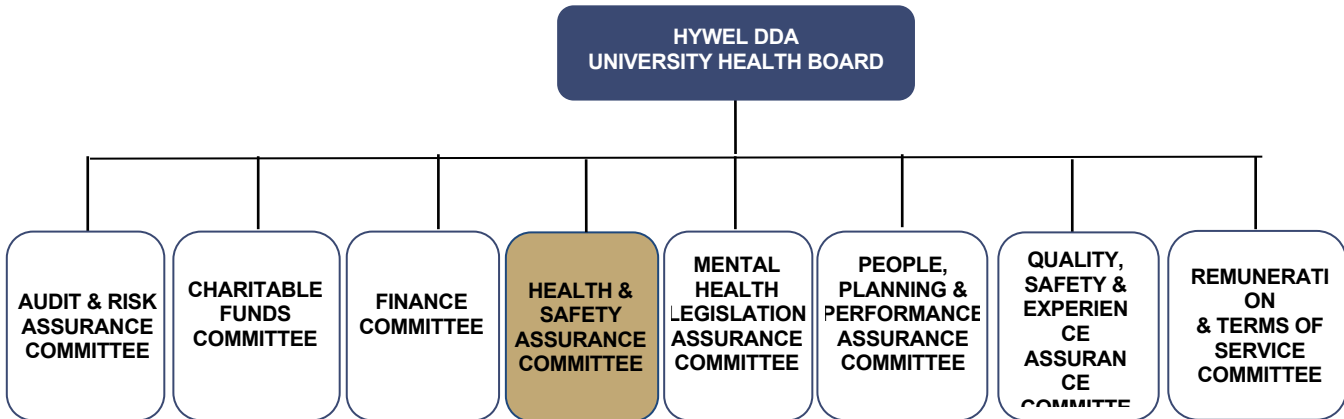 HYWEL DDA
UNIVERSITY HEALTH BOARD
AUDIT & RISK
ASSURANCE
COMMITTEE
CHARITABLE
FUNDS
COMMITTEE
FINANCE
COMMITTEE
HEALTH &
SAFETY
ASSURANCE
COMMITTEE
MENTAL
HEALTH
LEGISLATION
ASSURANCE
COMMITTEE
PEOPLE,
PLANNING &
PERFORMANCE
ASSURANCE
COMMITTEE
QUALITY,
SAFETY &
EXPERIEN
CE
ASSURAN
CE
COMMITTE
REMUNERATI
ON
& TERMS OF
SERVICE
COMMITTEE